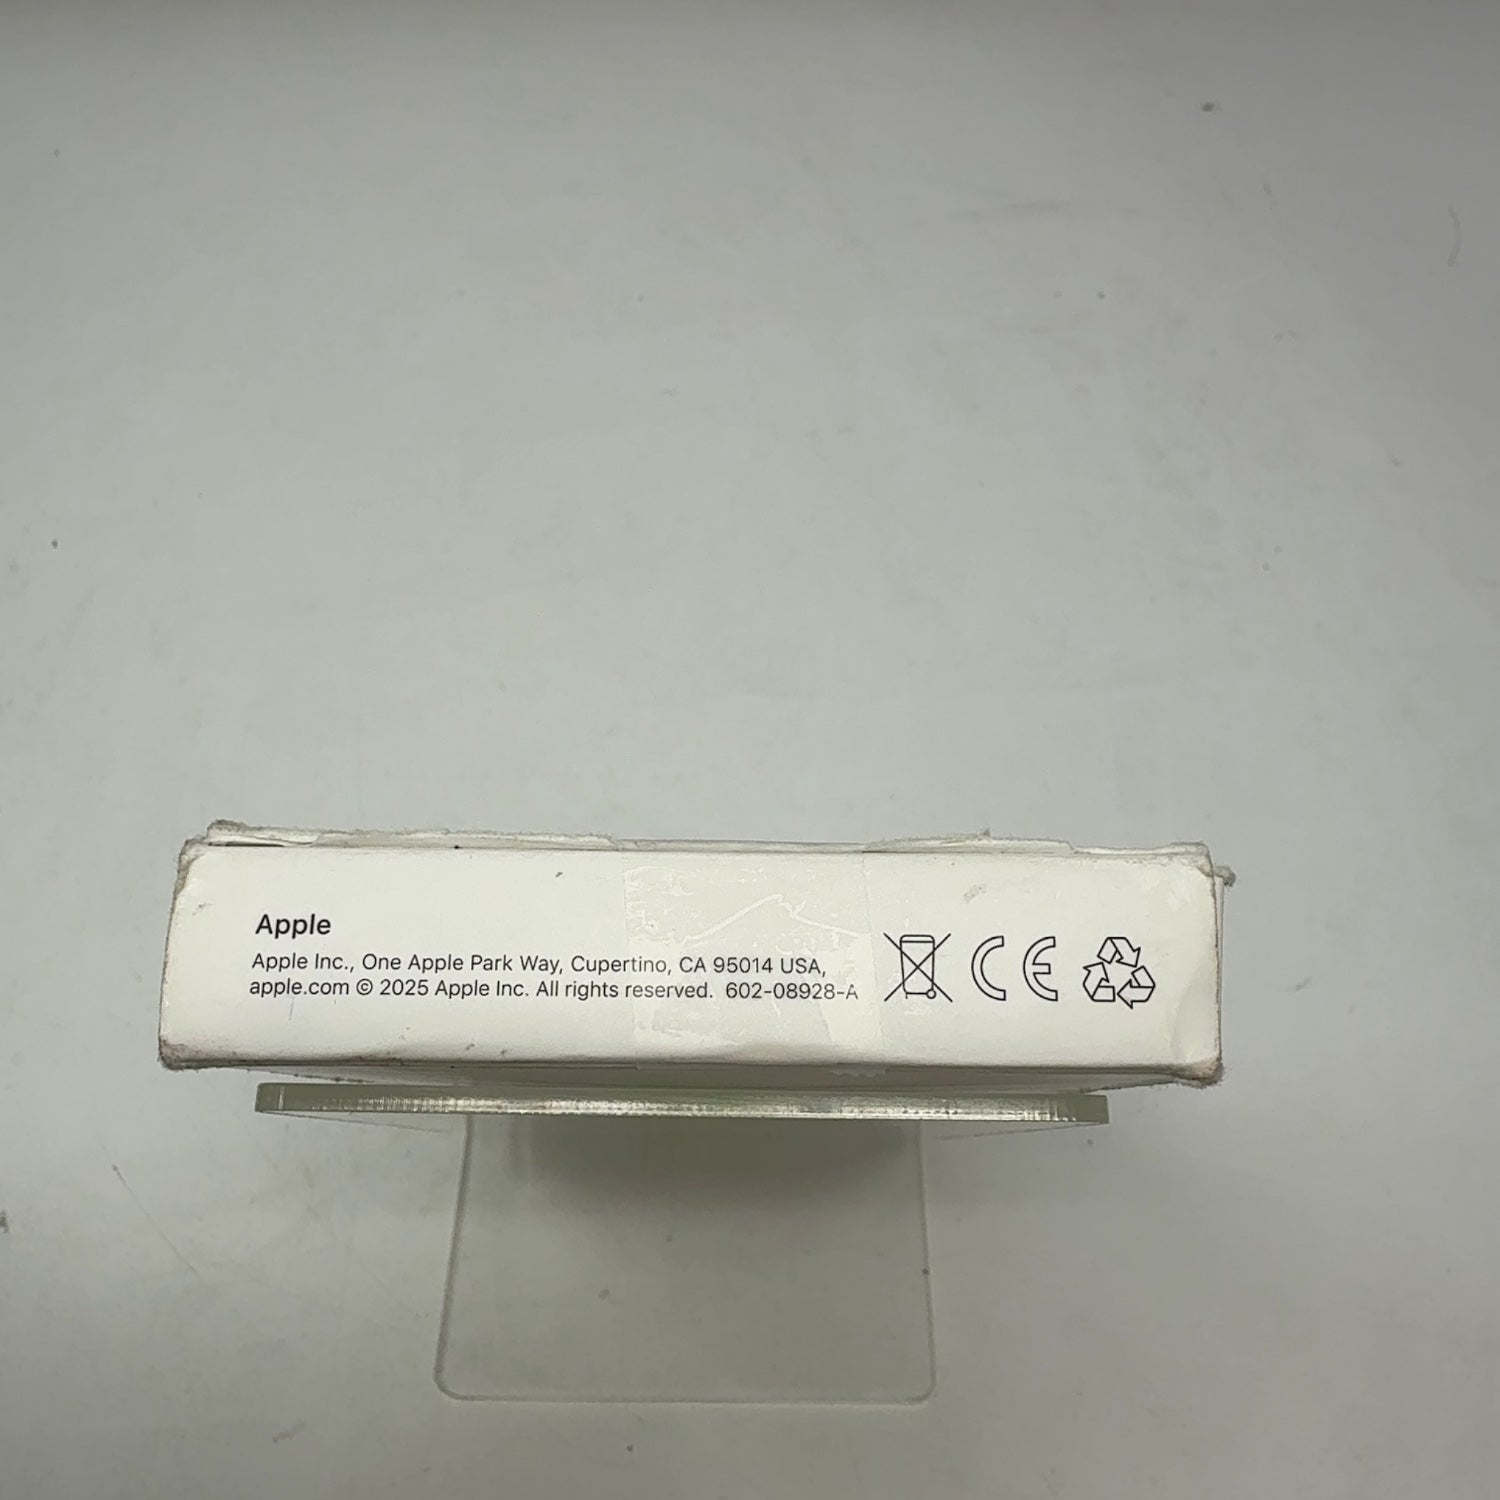 Apple
Apple Inc., One Apple Park Way, Cupertino, CA 95014 USA,
apple.com © 2025 Apple Inc. All rights reserved. 602-08928-A
CE